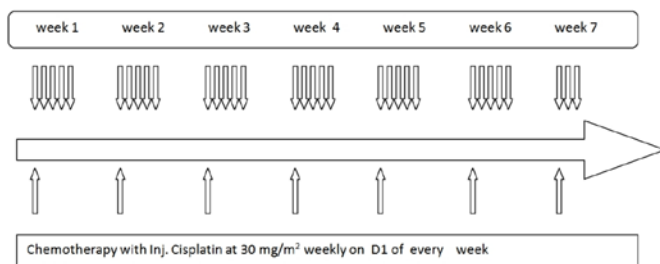 week 1 week 2 week 3 week 4 week 5 week 6 week 7
Chemotherapy with Inj. Cisplatin at 30 mg/m² weekly on D1 of every week